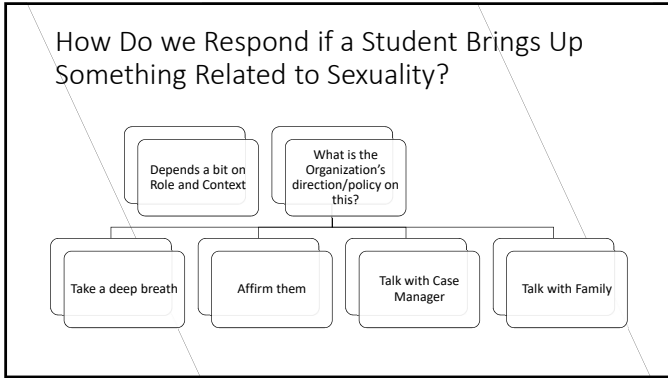 How Do we Respond if a Student Brings Up
Something Related to Sexuality?
Depends a bit on
Role and Context
What is the
Organization's
direction/policy on
this?
Take a deep breath
Affirm them
Talk with Case
Manager
Talk with Family